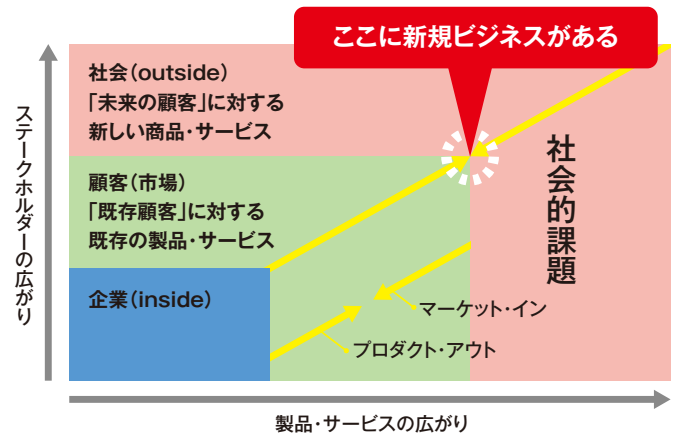 ここに新規ビジネスがある
社会（outside）
「未来の顧客」に対する
新しい商品・サービス
顧客（市場）
「既存顧客」に対する
既存の製品・サービス
企業（inside）
社会的課題
マーケット・イン
プロダクト・アウト
ステークホルダーの広がり
製品・サービスの広がり